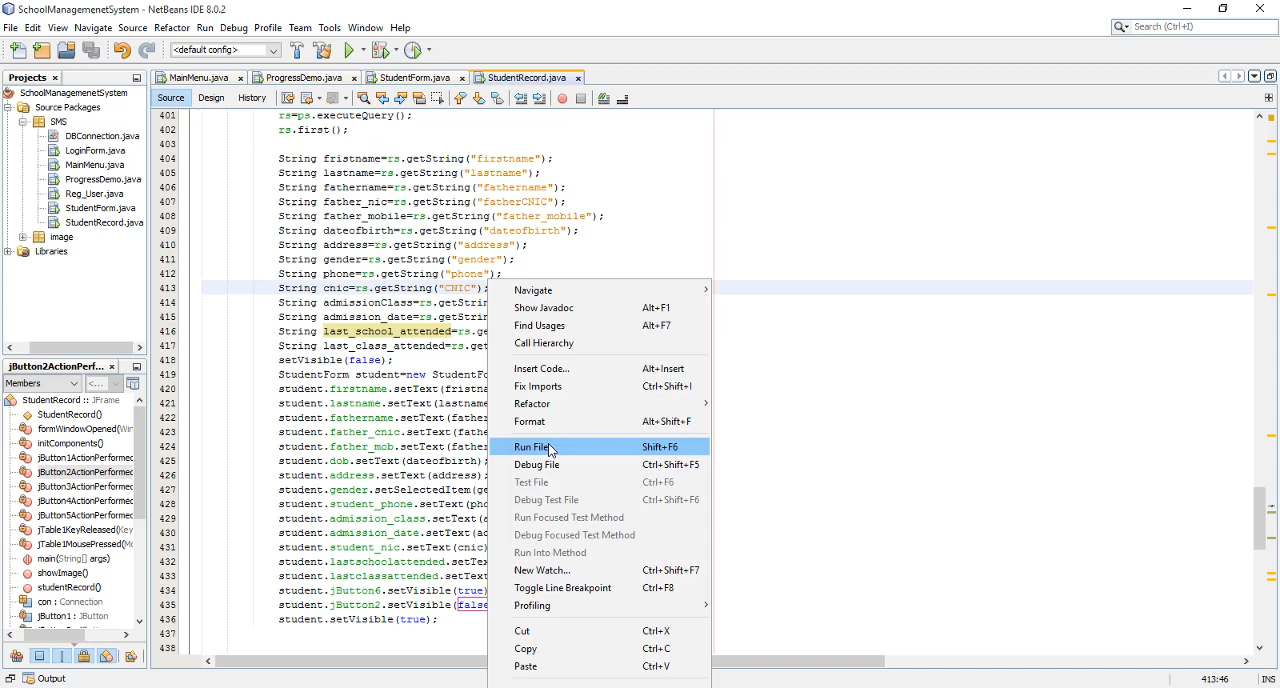 SchoolManagemenetSystem - NetBeans IDE 8.0.2
File Edit View Navigate Source Refactor Run Debug Profile Team Tools Window Help
Search (Ctrl+I)
<default config>
Projects
MainMenu.java ProgressDemo.java StudentForm.java StudentRecord.java
SchoolManagemenetSystem
Source Packages
SMS
DBConnection.java
LoginForm.java
MainMenu.java
ProgressDemo.java
Reg_User.java
StudentForm.java
StudentRecord.java
image
Libraries
Source Design History
401 rs=ps.executeQuery();
402 rs.first();
403
404 String fristname=rs.getString("firstname");
405 String lastname=rs.getString("lastname");
406 String fathername=rs.getString("fathername");
407 String father_nic=rs.getString("fatherCNIC");
408 String father_mobile=rs.getString("father_mobile");
409 String dateofbirth=rs.getString("dateofbirth");
410 String address=rs.getString("address");
411 String gender=rs.getString("gender");
412 String phone=rs.getString("phone");
413 String cnic=rs.getString("CNIC");
414 String admissionClass=rs.getStrin
415 String admission_date=rs.getStrin
416 String last_school_attended=rs.ge
417 String last_class_attended=rs.get
418 setVisible(false);
419 StudentForm student=new StudentFo
420 student.firstname.setText(fristna
421 student.lastname.setText(lastname
422 student.fathername.setText(father
423 student.father_cnic.setText(fathe
424 student.father_mob.setText(father
425 student.dob.setText(dateofbirth);
426 student.address.setText(address);
427 student.gender.setSelectedItem(ge
428 student.student_phone.setText(pho
429 student.admission_class.setText(a
430 student.admission_date.setText(ad
431 student.student_nic.setText(cnic)
432 student.lastschoolattended.setTex
433 student.lastclassattended.setText
434 student.jButton6.setVisible(true)
435 student.jButton2.setVisible(false
436 student.setVisible(true);
437
438
Navigate
Show Javadoc Alt+F1
Find Usages Alt+F7
Call Hierarchy
Insert Code... Alt+Insert
Fix Imports Ctrl+Shift+I
Refactor
Format Alt+Shift+F
Run File Shift+F6
Debug File Ctrl+Shift+F5
Test File Ctrl+F6
Debug Test File Ctrl+Shift+F6
Run Focused Test Method
Debug Focused Test Method
Run Into Method
New Watch... Ctrl+Shift+F7
Toggle Line Breakpoint Ctrl+F8
Profiling
Cut Ctrl+X
Copy Ctrl+C
Paste Ctrl+V
jButton2ActionPerf...
Members <...
StudentRecord :: JFrame
StudentRecord()
formWindowOpened(Win
initComponents()
jButton1ActionPerformed
jButton2ActionPerformed
jButton3ActionPerformed
jButton4ActionPerformed
jButton5ActionPerformed
jTable1KeyReleased(Key
jTable1MousePressed(Mo
main(String[] args)
showImage()
studentRecord()
con : Connection
jButton1 : JButton
Output
413:46 INS